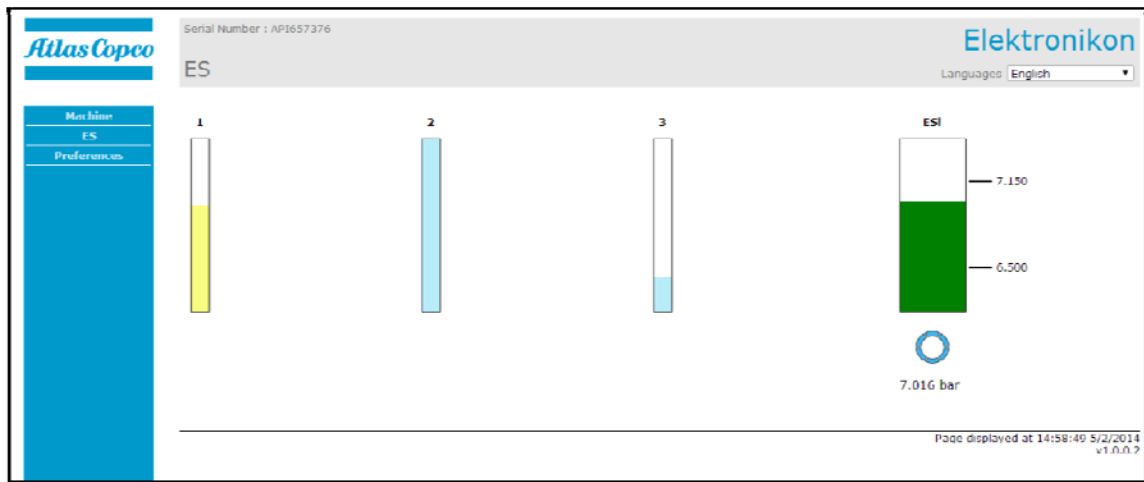 Atlas Copco
Serial Number : API657376
ES
Elektronikon
Languages English
Machine
ES
Preferences
1
2
3
ESi
7.150
6.500
7.016 bar
Page displayed at 14:58:49 5/2/2014
v1.0.0.2